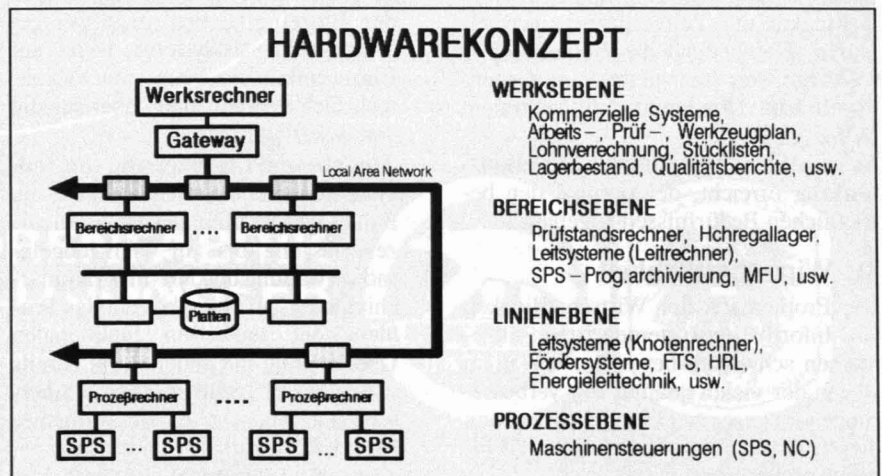 HARDWAREKONZEPT
Werksrechner
Gateway
Local Area Network
Bereichsrechner
.....
Bereichsrechner
Platten
Prozeßrechner
.....
Prozeßrechner
SPS ... SPS SPS ... SPS
WERKSEBENE
Kommerzielle Systeme,
Arbeits-, Prüf-, Werkzeugplan,
Lohnverrechnung, Stücklisten,
Lagerbestand, Qualitätsberichte, usw.
BEREICHSEBENE
Prüfstandsrechner, Hchregallager,
Leitsysteme (Leitrechner),
SPS-Prog.archivierung, MFU, usw.
LINIENEBENE
Leitsysteme (Knotenrechner),
Fördersysteme, FTS, HRL,
Energieleittechnik, usw.
PROZESSEBENE
Maschinensteuerungen (SPS, NC)